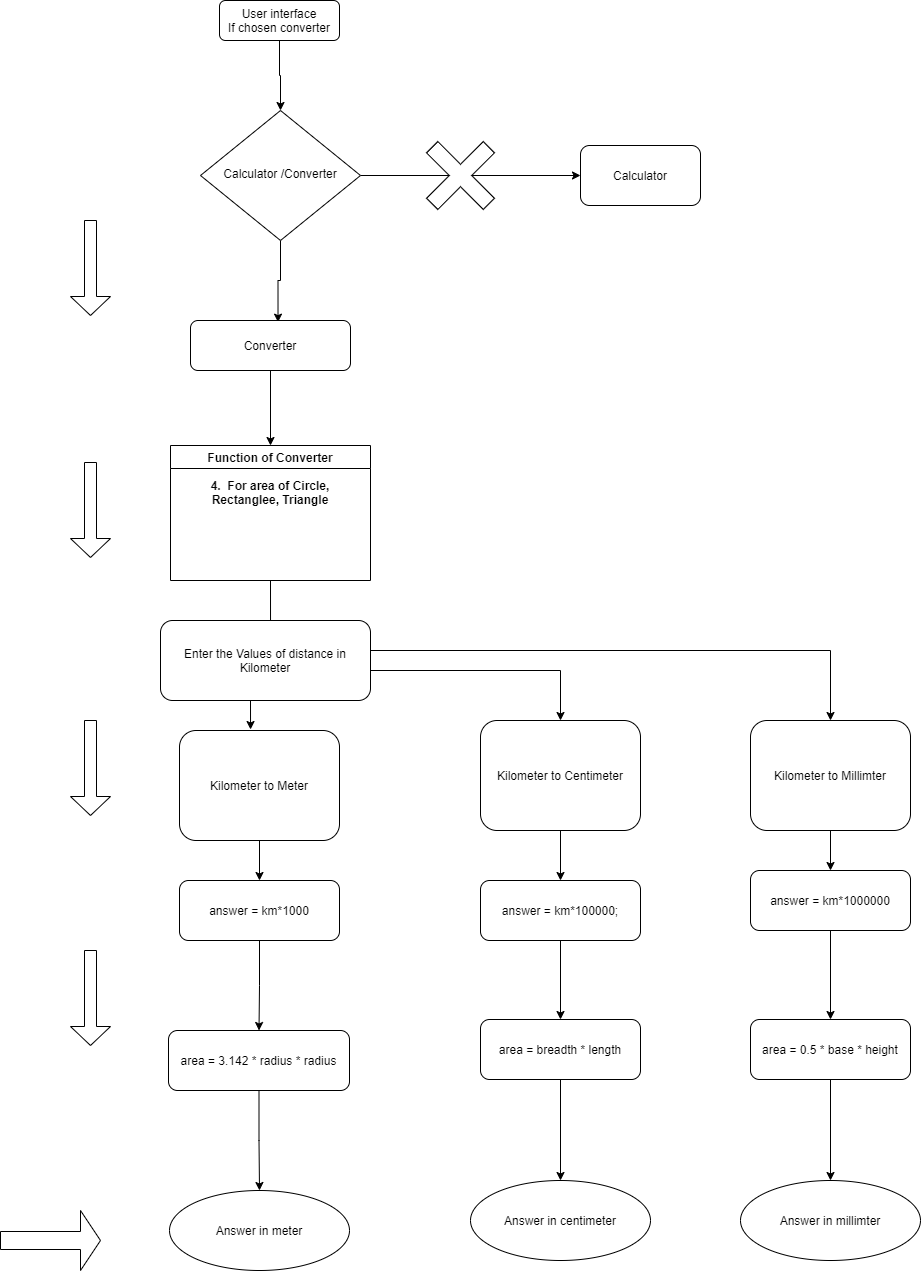 User interface
If chosen converter
Calculator /Converter
Calculator
Converter
Function of Converter
4.  For area of Circle,
Rectanglee, Triangle
Enter the Values of distance in
Kilometer
Kilometer to Meter
Kilometer to Centimeter
Kilometer to Millimter
answer = km*1000
answer = km*100000;
answer = km*1000000
area = 3.142 * radius * radius
area = breadth * length
area = 0.5 * base * height
Answer in meter
Answer in centimeter
Answer in millimter